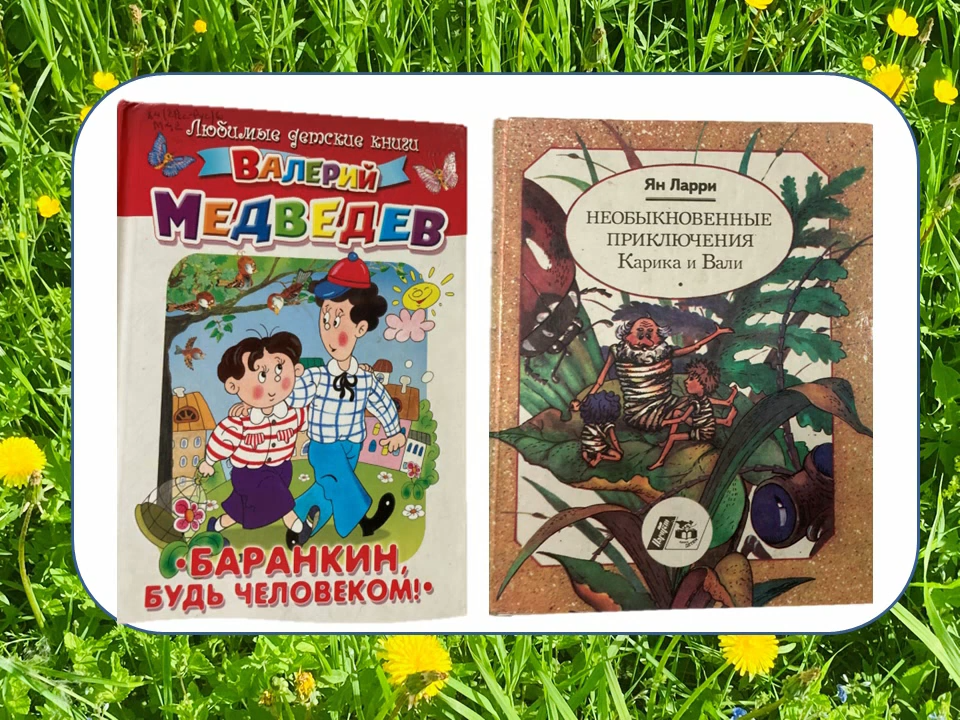 Любимые детские книги
ВАЛЕРИЙ
МЕДВЕДЕВ
•БАРАНКИН,
БУДЬ ЧЕЛОВЕКОМ!•
Ян Ларри
НЕОБЫКНОВЕННЫЕ
ПРИКЛЮЧЕНИЯ
Карика и Вали